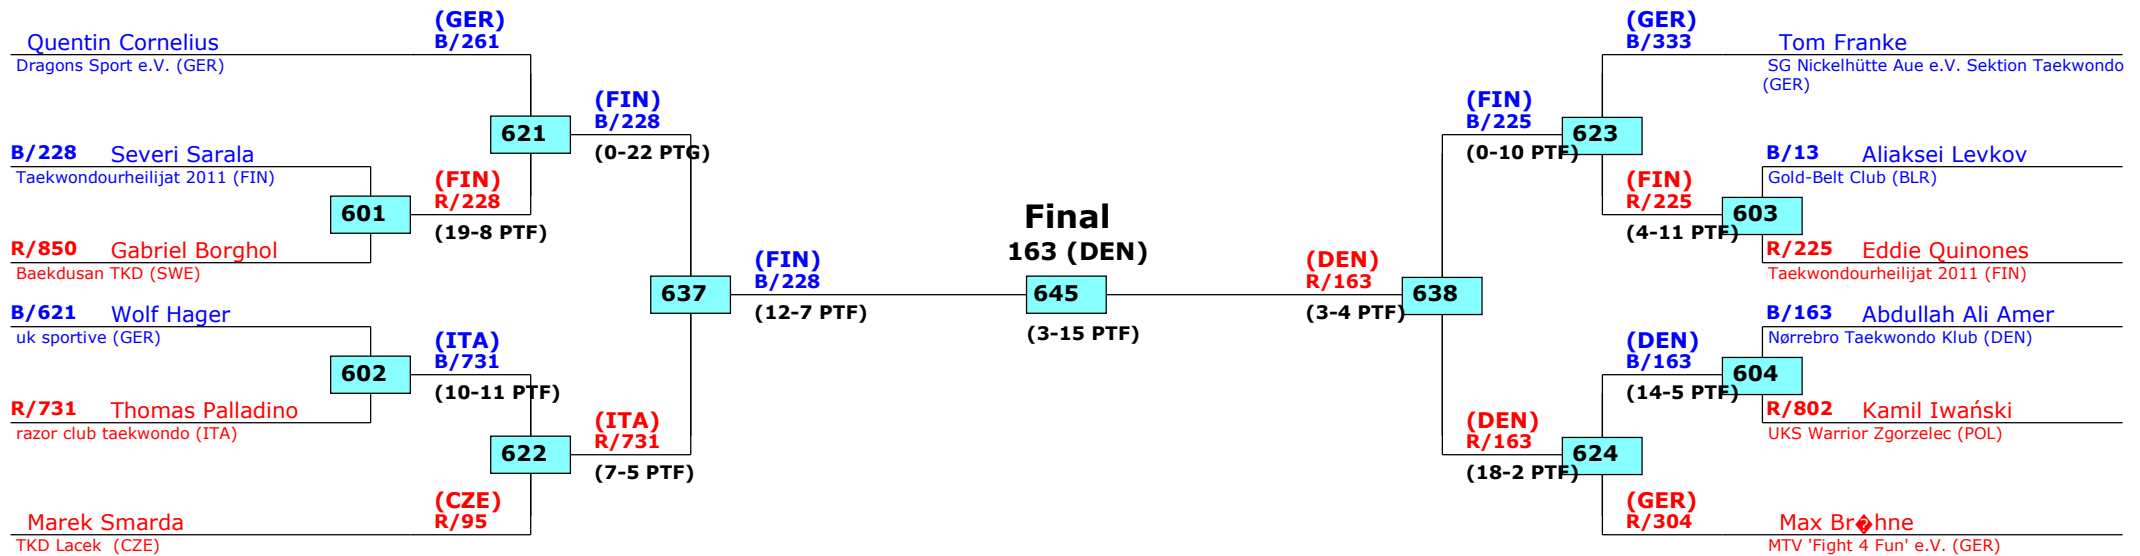 (GER)
B/261
Quentin Cornelius
Dragons Sport e.V. (GER)
B/228 Severi Sarala
Taekwondourheilijat 2011 (FIN)
R/850 Gabriel Borghol
Baekdusan TKD (SWE)
B/621 Wolf Hager
uk sportive (GER)
R/731 Thomas Palladino
razor club taekwondo (ITA)
Marek Smarda
TKD Lacek (CZE)
(CZE)
R/95
601
(FIN)
R/228
(19-8 PTF)
602
(ITA)
B/731
(10-11 PTF)
621
(FIN)
B/228
(0-22 PTG)
622
(ITA)
R/731
(7-5 PTF)
637
(FIN)
B/228
(12-7 PTF)
Final
163 (DEN)
645
(3-15 PTF)
(DEN)
R/163
(3-4 PTF)
638
(FIN)
B/225
(0-10 PTF)
623
(DEN)
R/163
(18-2 PTF)
624
(GER)
B/333
Tom Franke
SG Nickelhütte Aue e.V. Sektion Taekwondo
(GER)
(FIN)
R/225
(4-11 PTF)
603
B/13 Aliaksei Levkov
Gold-Belt Club (BLR)
R/225 Eddie Quinones
Taekwondourheilijat 2011 (FIN)
(DEN)
B/163
(14-5 PTF)
604
B/163 Abdullah Ali Amer
Nørrebro Taekwondo Klub (DEN)
R/802 Kamil Iwański
UKS Warrior Zgorzelec (POL)
(GER)
R/304
Max Br�hne
MTV 'Fight 4 Fun' e.V. (GER)